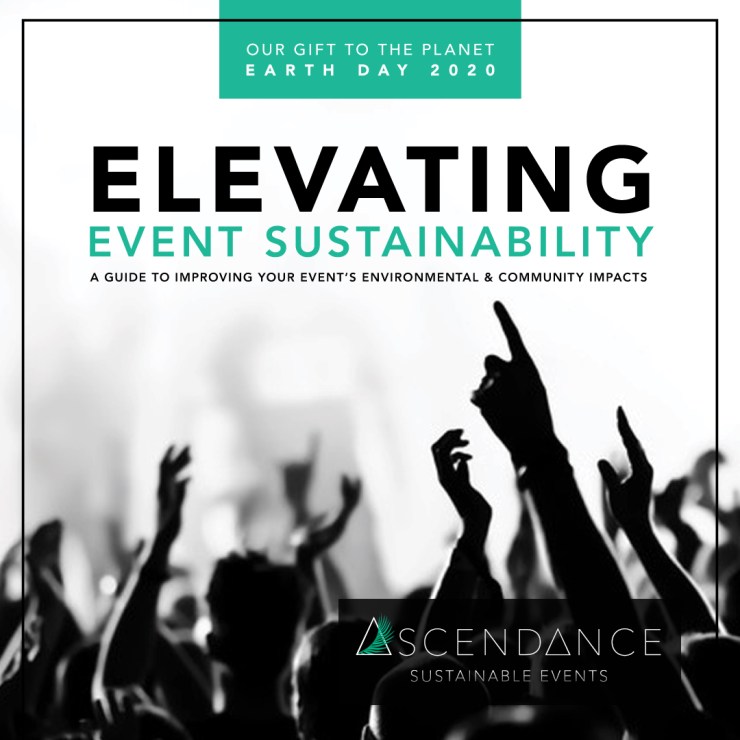 OUR GIFT TO THE PLANET
EARTH DAY 2020
ELEVATING
EVENT SUSTAINABILITY
A GUIDE TO IMPROVING YOUR EVENT'S ENVIRONMENTAL & COMMUNITY IMPACTS
ASCENDANCE
SUSTAINABLE EVENTS